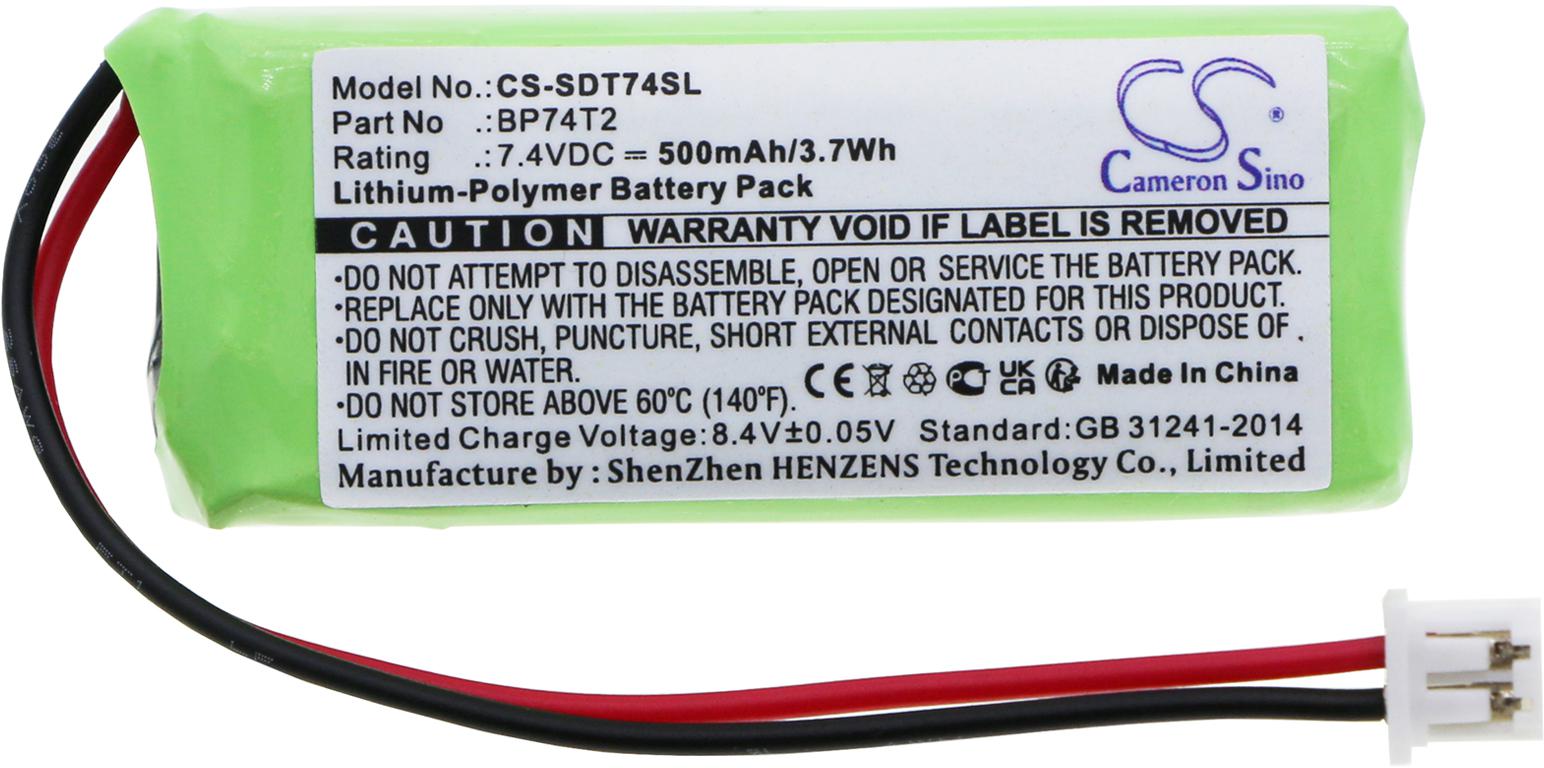 Model No.:CS-SDT74SL
Part No .:BP74T2
Rating .:7.4VDC ⎓ 500mAh/3.7Wh
Lithium-Polymer Battery Pack
CS ®
Cameron Sino
CAUTION WARRANTY VOID IF LABEL IS REMOVED
•DO NOT ATTEMPT TO DISASSEMBLE, OPEN OR SERVICE THE BATTERY PACK.
•REPLACE ONLY WITH THE BATTERY PACK DESIGNATED FOR THIS PRODUCT.
•DO NOT CRUSH, PUNCTURE, SHORT EXTERNAL CONTACTS OR DISPOSE OF .
IN FIRE OR WATER.
CE PC UK CA Made In China
•DO NOT STORE ABOVE 60°C (140°F).
Limited Charge Voltage:8.4V±0.05V Standard:GB 31241-2014
Manufacture by : ShenZhen HENZENS Technology Co., Limited